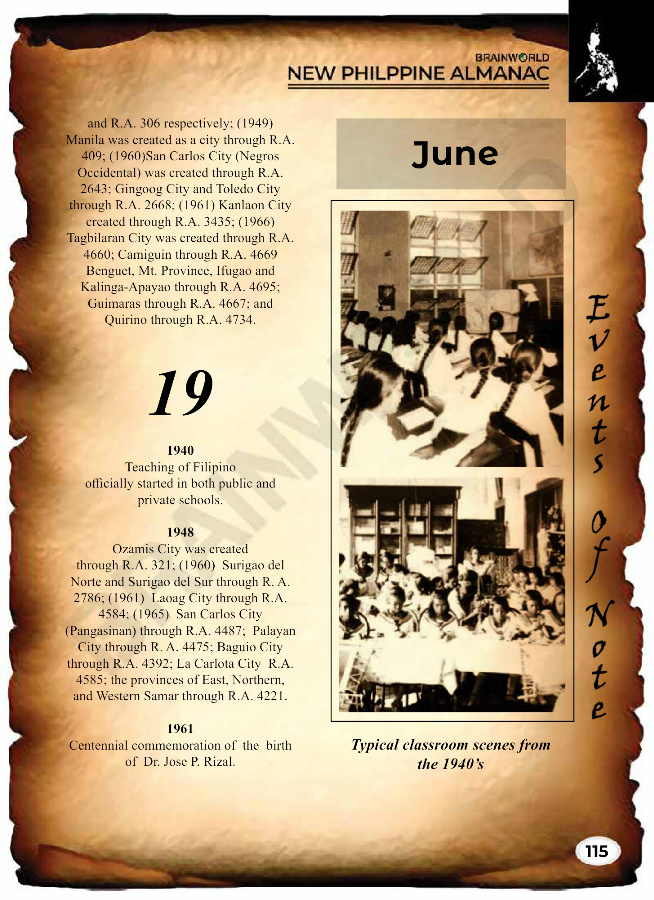 BRAINWORLD
NEW PHILPPINE ALMANAC
and R.A. 306 respectively; (1949)
Manila was created as a city through R.A.
409; (1960)San Carlos City (Negros
Occidental) was created through R.A.
2643; Gingoog City and Toledo City
through R.A. 2668; (1961) Kanlaon City
created through R.A. 3435; (1966)
Tagbilaran City was created through R.A.
4660; Camiguin through R.A. 4669
Benguet, Mt. Province, Ifugao and
Kalinga-Apayao through R.A. 4695;
Guimaras through R.A. 4667; and
Quirino through R.A. 4734.
19
1940
Teaching of Filipino
officially started in both public and
private schools.
1948
Ozamis City was created
through R.A. 321; (1960) Surigao del
Norte and Surigao del Sur through R. A.
2786; (1961) Laoag City through R.A.
4584; (1965) San Carlos City
(Pangasinan) through R.A. 4487; Palayan
City through R. A. 4475; Baguio City
through R.A. 4392; La Carlota City R.A.
4585; the provinces of East, Northern,
and Western Samar through R.A. 4221.
1961
Centennial commemoration of the birth
of Dr. Jose P. Rizal.
June
Typical classroom scenes from
the 1940's
Events of Note
115